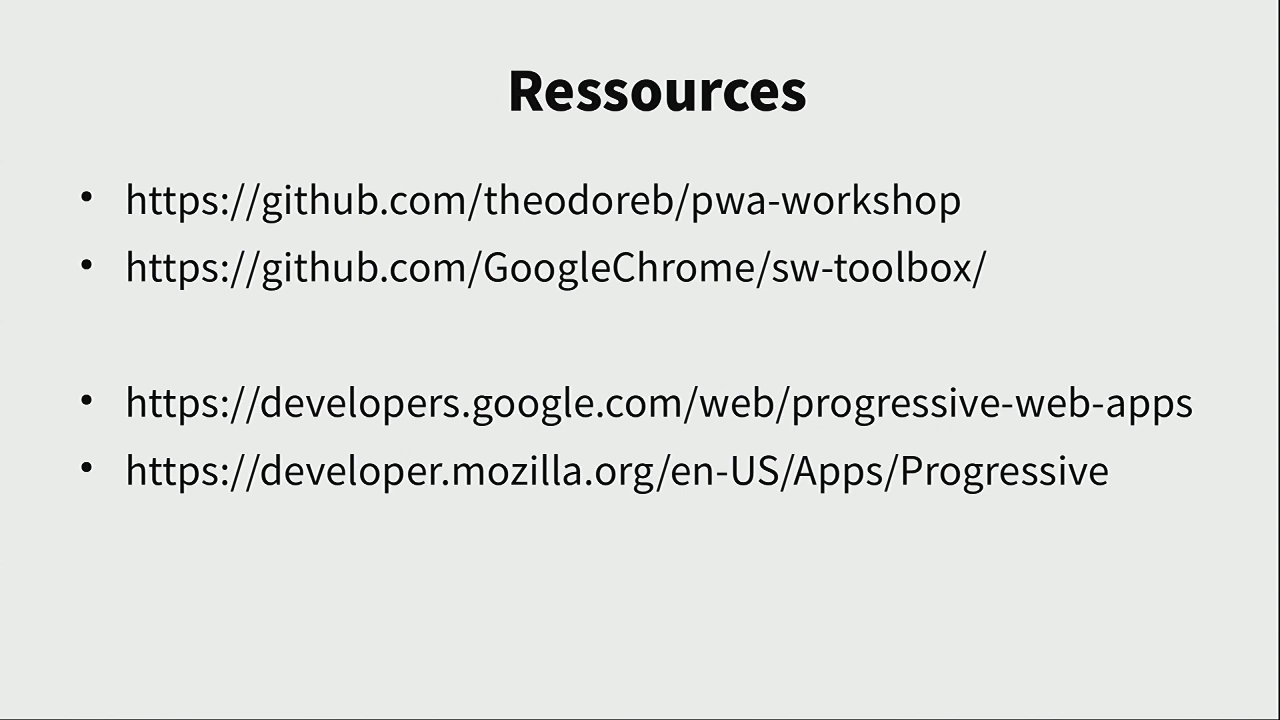 Ressources
• https://github.com/theodoreb/pwa-workshop
• https://github.com/GoogleChrome/sw-toolbox/
• https://developers.google.com/web/progressive-web-apps
• https://developer.mozilla.org/en-US/Apps/Progressive